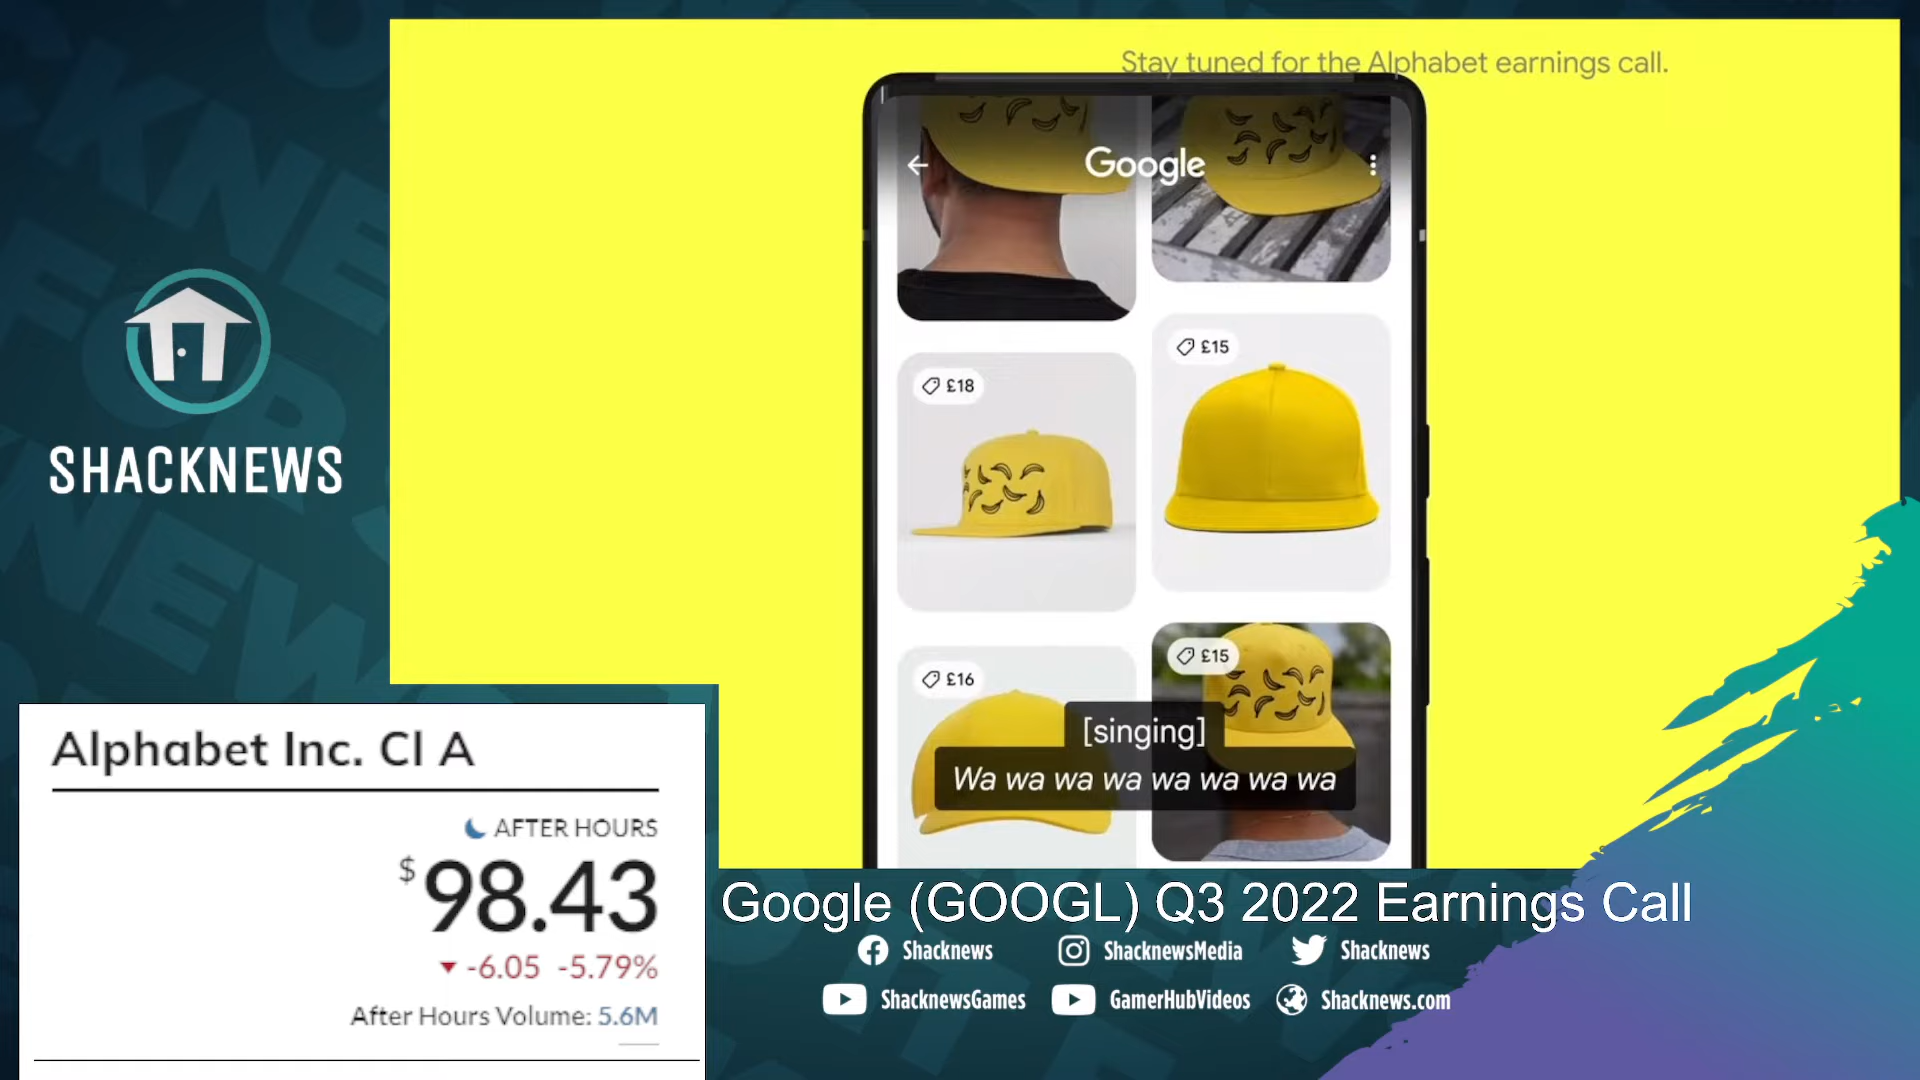 Stay tuned for the Alphabet earnings call.
Google
£15
£18
£15
£16
[singing]
Wa wa wa wa wa wa wa wa
SHACKNEWS
Alphabet Inc. Cl A
AFTER HOURS
$98.43
-6.05 -5.79%
After Hours Volume: 5.6M
Google (GOOGL) Q3 2022 Earnings Call
Shacknews ShacknewsMedia Shacknews
ShacknewsGames GamerHubVideos Shacknews.com